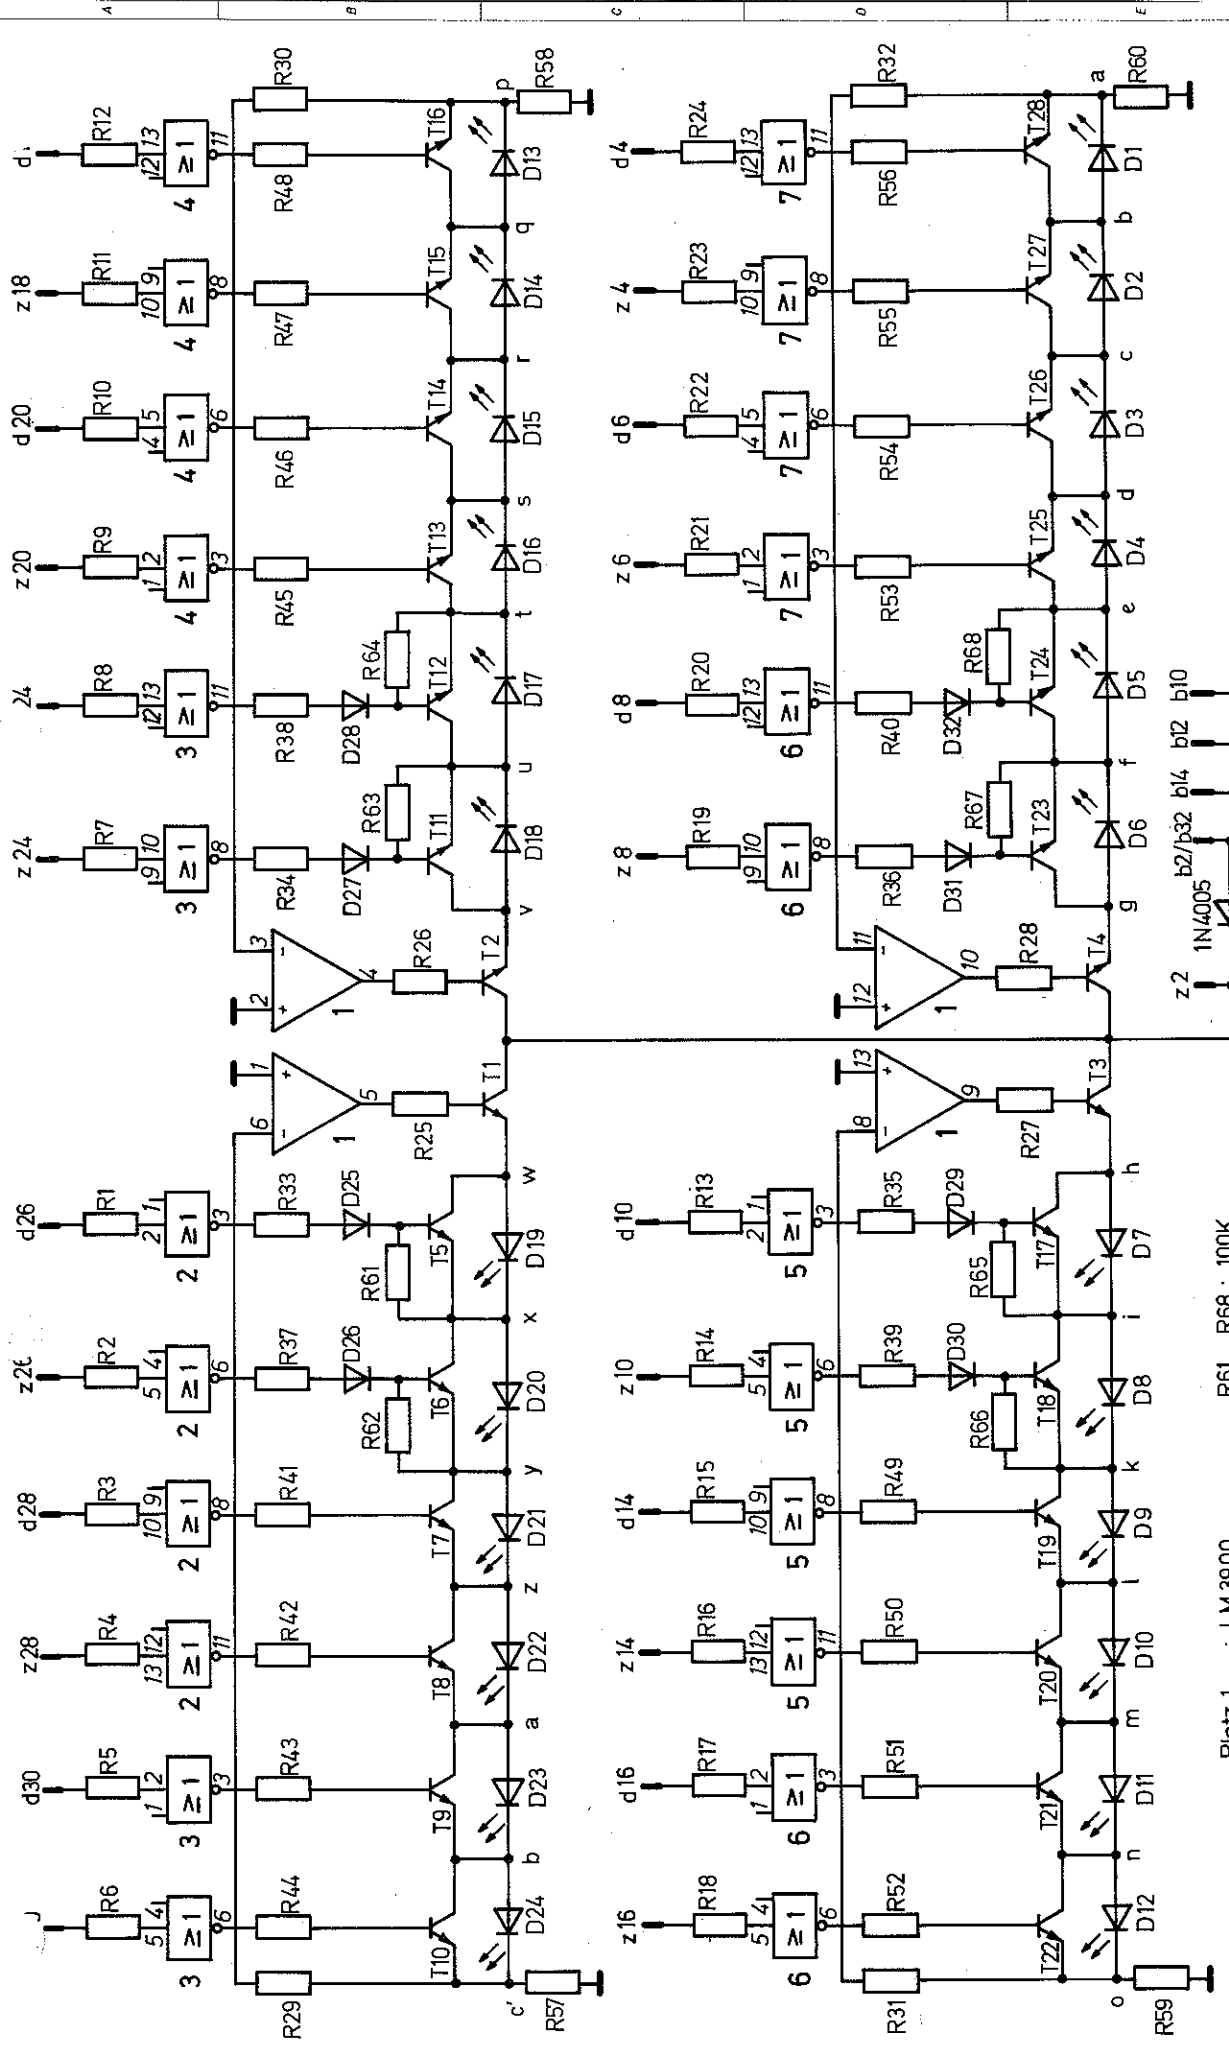 A B C D E
d26 z26 d28 z28 d30
R1 R2 R3 R4 R5 R6
2 1 5 4 10 9 13 12 1 2 5 4
≥1 ≥1 ≥1 ≥1 ≥1 ≥1
2 2 2 2 3 3
3 6 8 11 3 6
R33 R37 R41 R42 R43 R44 R29
D25 D26
R61 R62
T5 T6 T7 T8 T9 T10
D19 D20 D21 D22 D23 D24
w x y z a b c'
R57
6 1
- +
1
5
R25
T1
z24 24 z20 d20 z18
R7 R8 R9 R10 R11 R12
9 10 12 13 1 2 4 5 10 9 12 13
≥1 ≥1 ≥1 ≥1 ≥1 ≥1
3 3 4 4 4 4
8 11 3 6 8 11
R34 R38 R45 R46 R47 R48 R30
D27 D28
R63 R64
T11 T12 T13 T14 T15 T16
D18 D17 D16 D15 D14 D13
v u t s r q p
R58
2 3
+ -
1
4
R26
T2
d10 z10 d14 z14 d16 z16
R13 R14 R15 R16 R17 R18
2 1 5 4 10 9 13 12 1 2 5 4
≥1 ≥1 ≥1 ≥1 ≥1 ≥1
5 5 5 5 6 6
3 6 8 11 3 6
R35 R39 R49 R50 R51 R52 R31
D29 D30
R65 R66
T17 T18 T19 T20 T21 T22
D7 D8 D9 D10 D11 D12
h i k l m n o
R59
8 13
- +
1
9
R27
T3
z8 d8 z6 d6 z4 d4
R19 R20 R21 R22 R23 R24
9 10 12 13 1 2 4 5 10 9 12 13
≥1 ≥1 ≥1 ≥1 ≥1 ≥1
6 6 7 7 7 7
8 11 3 6 8 11
R36 R40 R53 R54 R55 R56 R32
D31 D32
R67 R68
T23 T24 T25 T26 T27 T28
D6 D5 D4 D3 D2 D1
g f e d c b a
R60
12 11
+ -
1
10
R28
T4
z2 b2/b32 b14 b12 b10
1N4005
R61 R68 : 100K
Platz 1 : LM3900